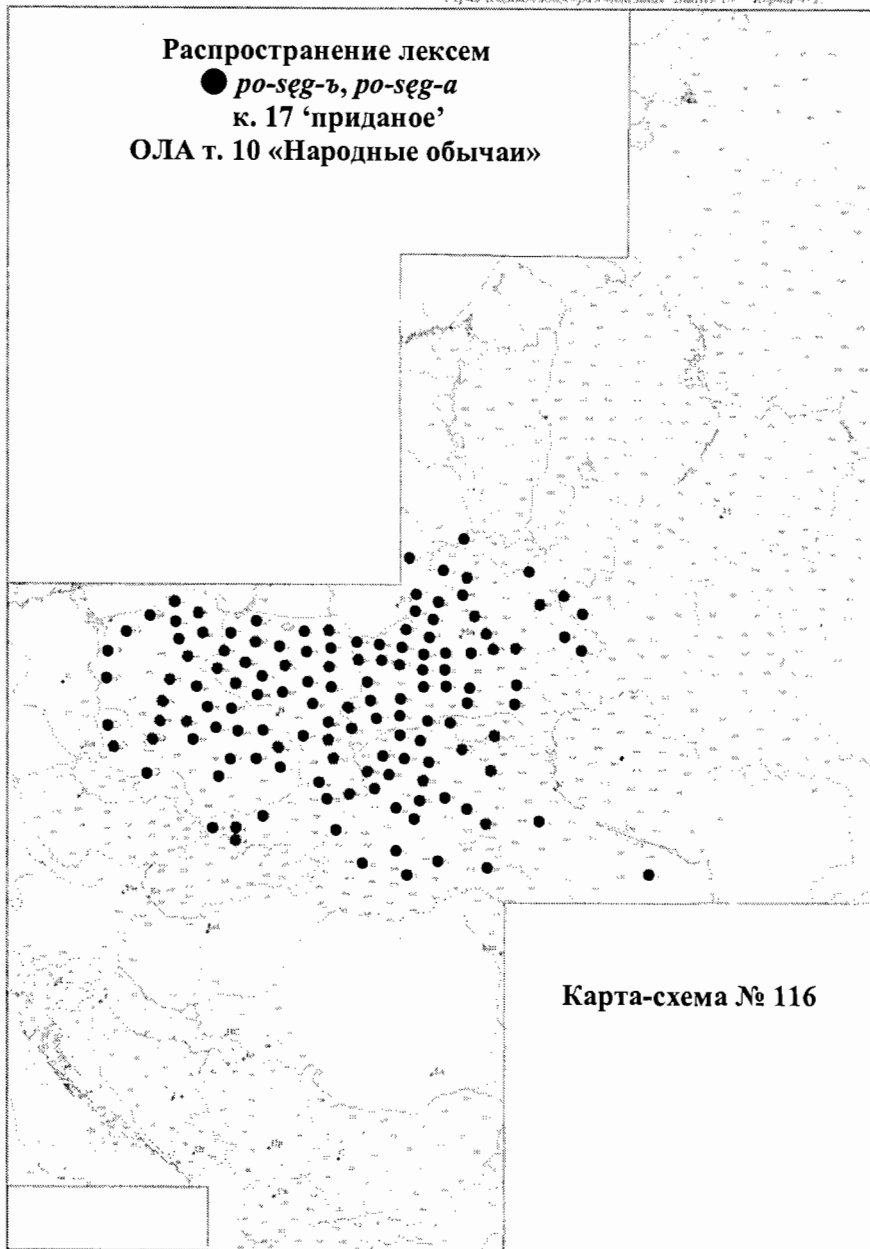 Распространение лексем
● po-sęg-ъ, po-sęg-a
к. 17 ‘приданое’
ОЛА т. 10 «Народные обычаи»
Карта-схема № 116